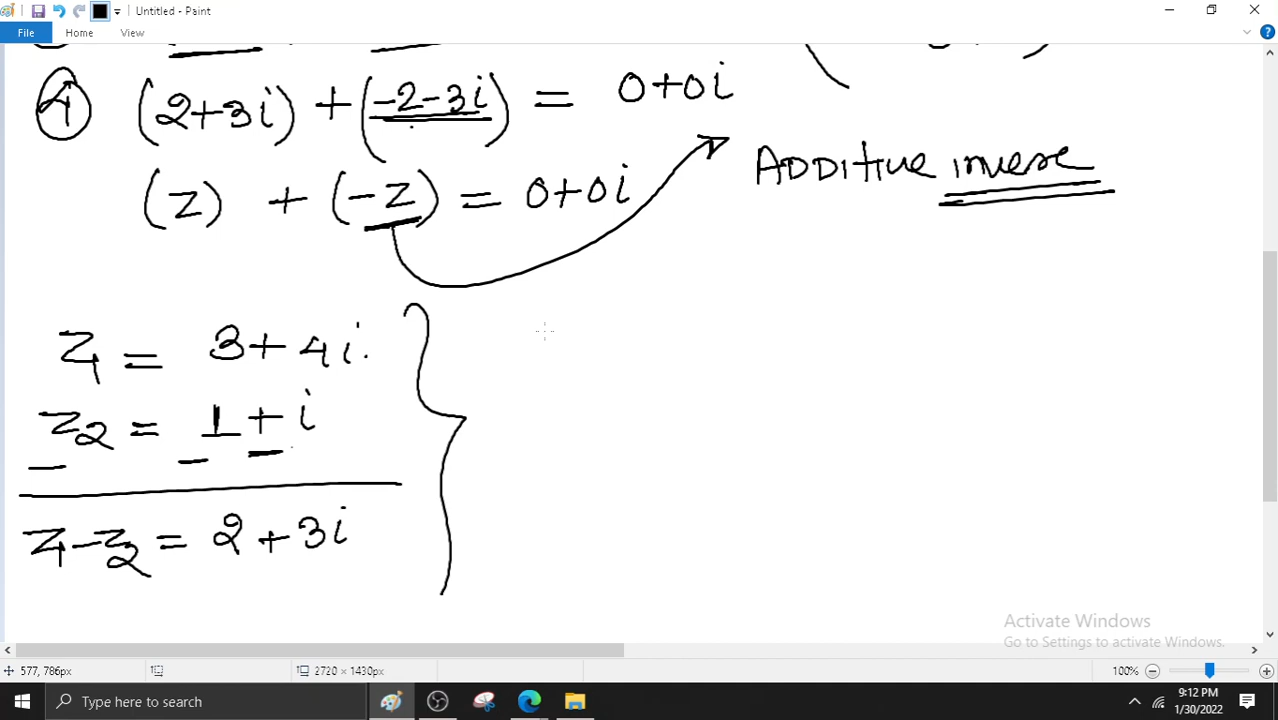 Untitled - Paint
File Home View
④ (2+3i) + (-2-3i) = 0+0i
(z) + (-z) = 0+0i
Additive inverse
z1 = 3+4i.
z2 = 1+i
z1-z2 = 2+3i
Activate Windows
Go to Settings to activate Windows.
577, 786px
2720 × 1430px
100%
Type here to search
9:12 PM
1/30/2022